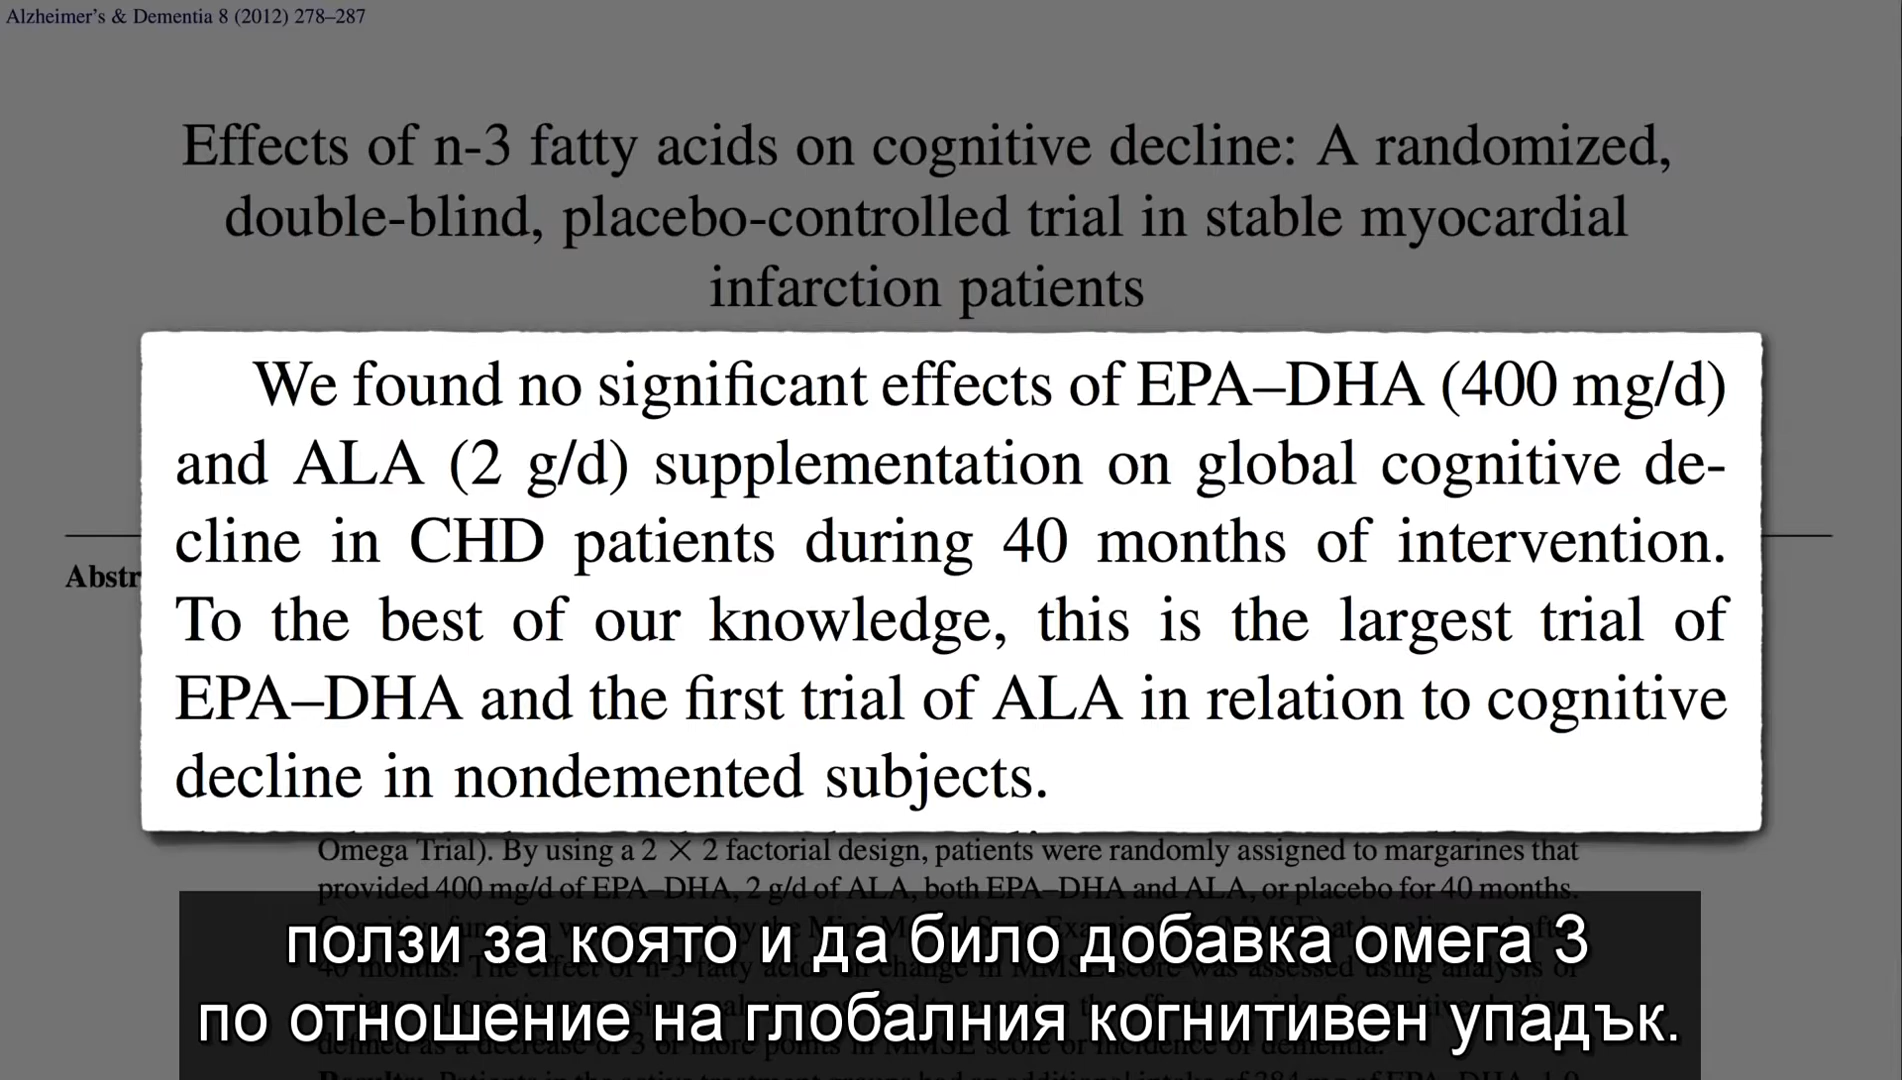 Alzheimer's & Dementia 8 (2012) 278–287
Effects of n-3 fatty acids on cognitive decline: A randomized,
double-blind, placebo-controlled trial in stable myocardial
infarction patients
We found no significant effects of EPA–DHA (400 mg/d)
and ALA (2 g/d) supplementation on global cognitive de-
cline in CHD patients during 40 months of intervention.
To the best of our knowledge, this is the largest trial of
EPA–DHA and the first trial of ALA in relation to cognitive
decline in nondemented subjects.
Abstr
Omega Trial). By using a 2 × 2 factorial design, patients were randomly assigned to margarines that
provided 400 mg/d of EPA–DHA, 2 g/d of ALA, both EPA–DHA and ALA, or placebo for 40 months.
ползи за която и да било добавка омега 3
по отношение на глобалния когнитивен упадък.